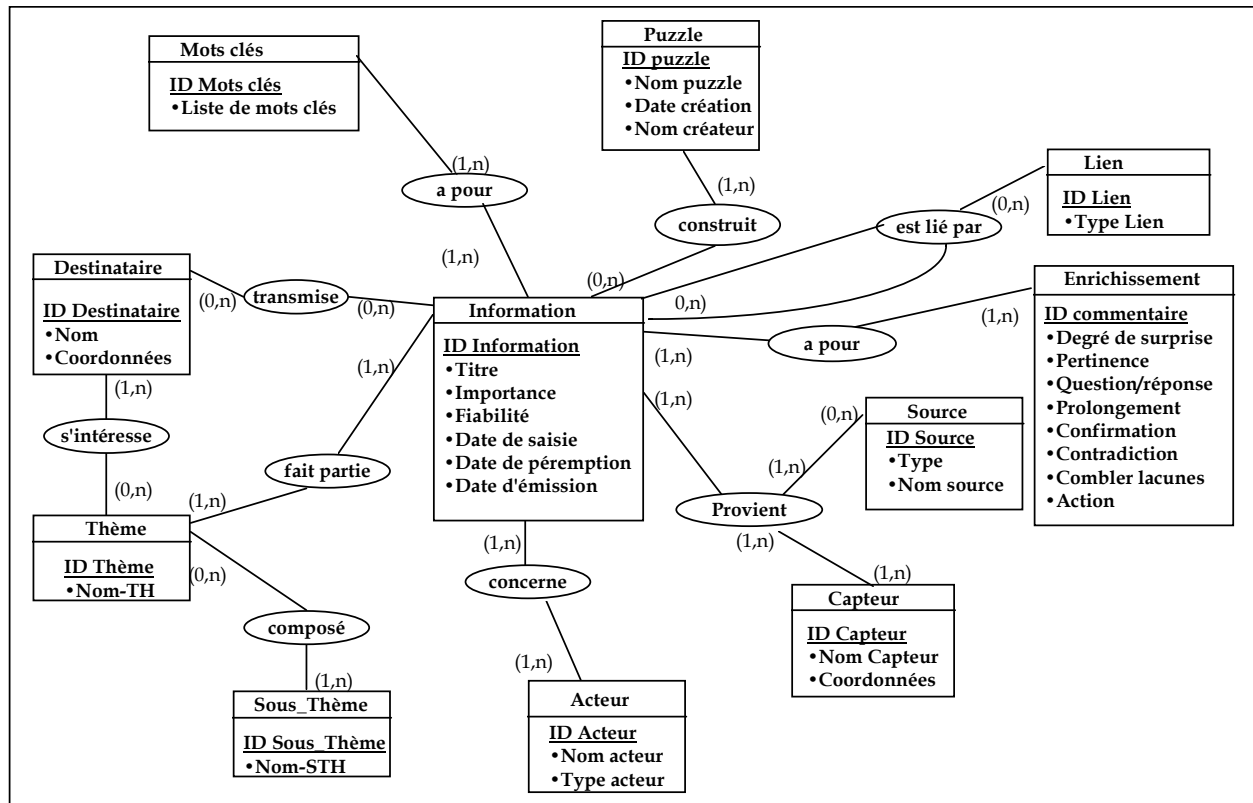 Mots clés
ID Mots clés
•Liste de mots clés
Puzzle
ID puzzle
•Nom puzzle
•Date création
•Nom créateur
Lien
ID Lien
•Type Lien
(1,n)
a pour
(1,n)
(1,n)
construit
(0,n)
(0,n)
est lié par
0,n)
Destinataire
ID Destinataire
•Nom
•Coordonnées
(0,n)
transmise
(0,n)
Information
ID Information
•Titre
•Importance
•Fiabilité
•Date de saisie
•Date de péremption
•Date d'émission
Enrichissement
ID commentaire
•Degré de surprise
•Pertinence
•Question/réponse
•Prolongement
•Confirmation
•Contradiction
•Combler lacunes
•Action
(1,n)
a pour
(1,n)
(1,n)
s'intéresse
(0,n)
(1,n)
fait partie
(1,n)
(1,n)
(0,n)
Source
ID Source
•Type
•Nom source
(1,n)
Provient
(1,n)
(1,n)
Thème
ID Thème
•Nom-TH
(0,n)
composé
(1,n)
Sous_Thème
ID Sous_Thème
•Nom-STH
(1,n)
concerne
(1,n)
Acteur
ID Acteur
•Nom acteur
•Type acteur
Capteur
ID Capteur
•Nom Capteur
•Coordonnées